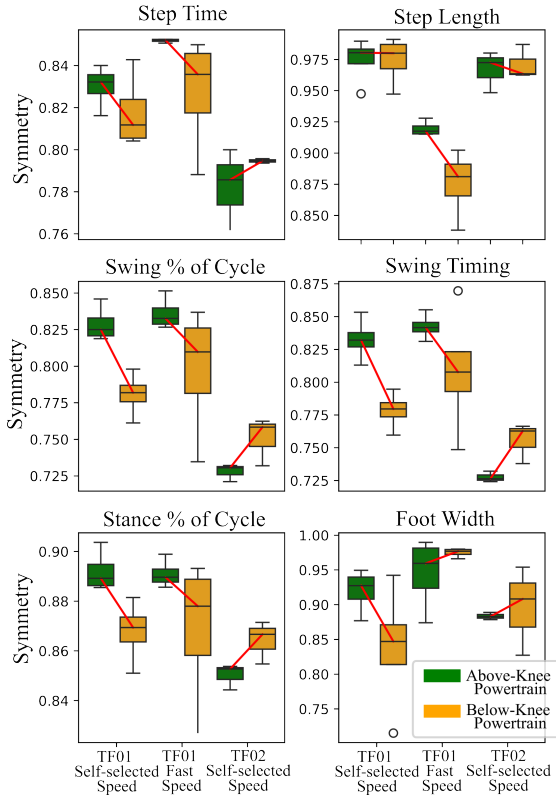 Step Time
Step Length
Symmetry
0.84
0.82
0.80
0.78
0.76
0.975
0.950
0.925
0.902
0.875
0.850
Swing % of Cycle
Swing Timing
Symmetry
0.850
0.825
0.800
0.775
0.750
0.725
0.875
0.850
0.825
0.800
0.775
0.750
0.725
Stance % of Cycle
Foot Width
Symmetry
0.90
0.88
0.86
0.84
1.00
0.95
0.90
0.85
0.80
0.75
Above-Knee
Powertrain
Below-Knee
Powertrain
TF01
Self-selected
Speed
TF01
Fast
Speed
TF02
Self-selected
Speed
TF01
Self-selected
Speed
TF01
Fast
Speed
TF02
Self-selected
Speed